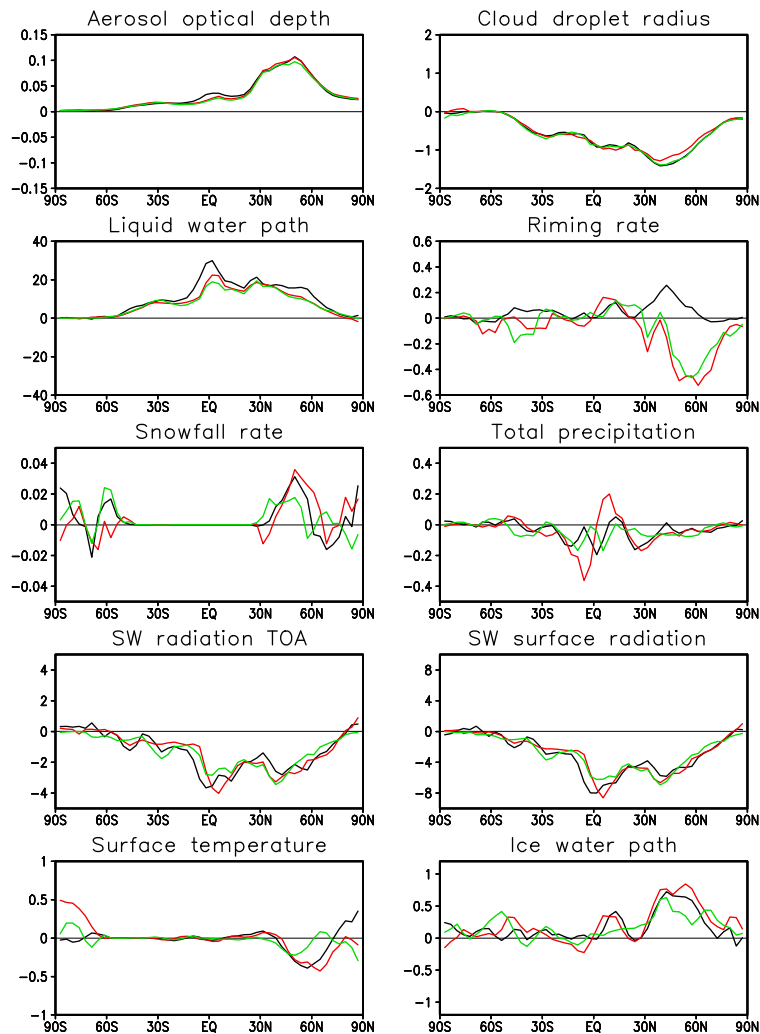 Aerosol optical depth
0.15
0.1
0.05
0
−0.05
−0.1
−0.15
90S 60S 30S EQ 30N 60N 90N
Cloud droplet radius
2
1
0
−1
−2
90S 60S 30S EQ 30N 60N 90N
Liquid water path
40
20
0
−20
−40
90S 60S 30S EQ 30N 60N 90N
Riming rate
0.6
0.4
0.2
0
−0.2
−0.4
−0.6
90S 60S 30S EQ 30N 60N 90N
Snowfall rate
0.04
0.02
0
−0.02
−0.04
90S 60S 30S EQ 30N 60N 90N
Total precipitation
0.4
0.2
0
−0.2
−0.4
90S 60S 30S EQ 30N 60N 90N
SW radiation TOA
4
2
0
−2
−4
90S 60S 30S EQ 30N 60N 90N
SW surface radiation
8
4
0
−4
−8
90S 60S 30S EQ 30N 60N 90N
Surface temperature
1
0.5
0
−0.5
−1
90S 60S 30S EQ 30N 60N 90N
Ice water path
1
0.8
0.4
0
−0.4
−0.8
−1
90S 60S 30S EQ 30N 60N 90N